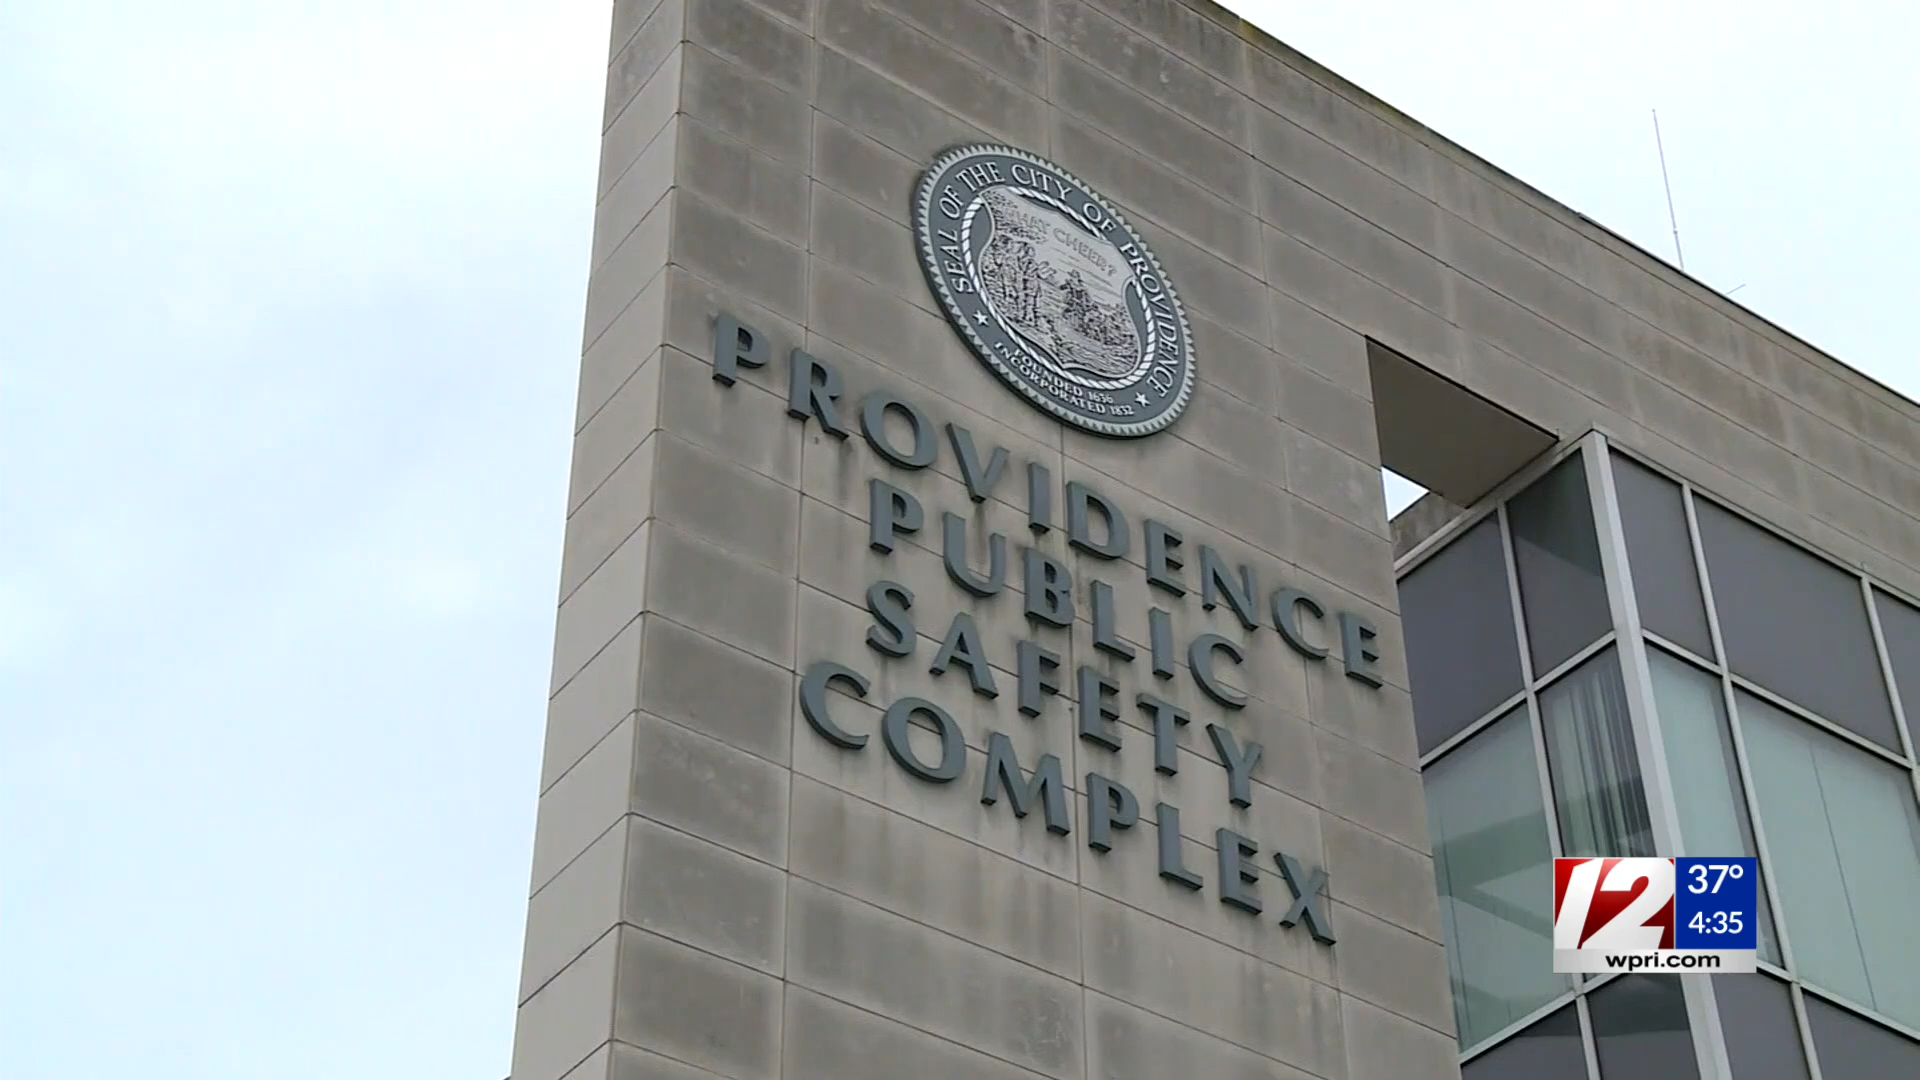 SEAL OF THE CITY OF PROVIDENCE
WHAT CHEER?
FOUNDED 1636
INCORPORATED 1832
PROVIDENCE
PUBLIC
SAFETY
COMPLEX
12
37°
4:35
wpri.com